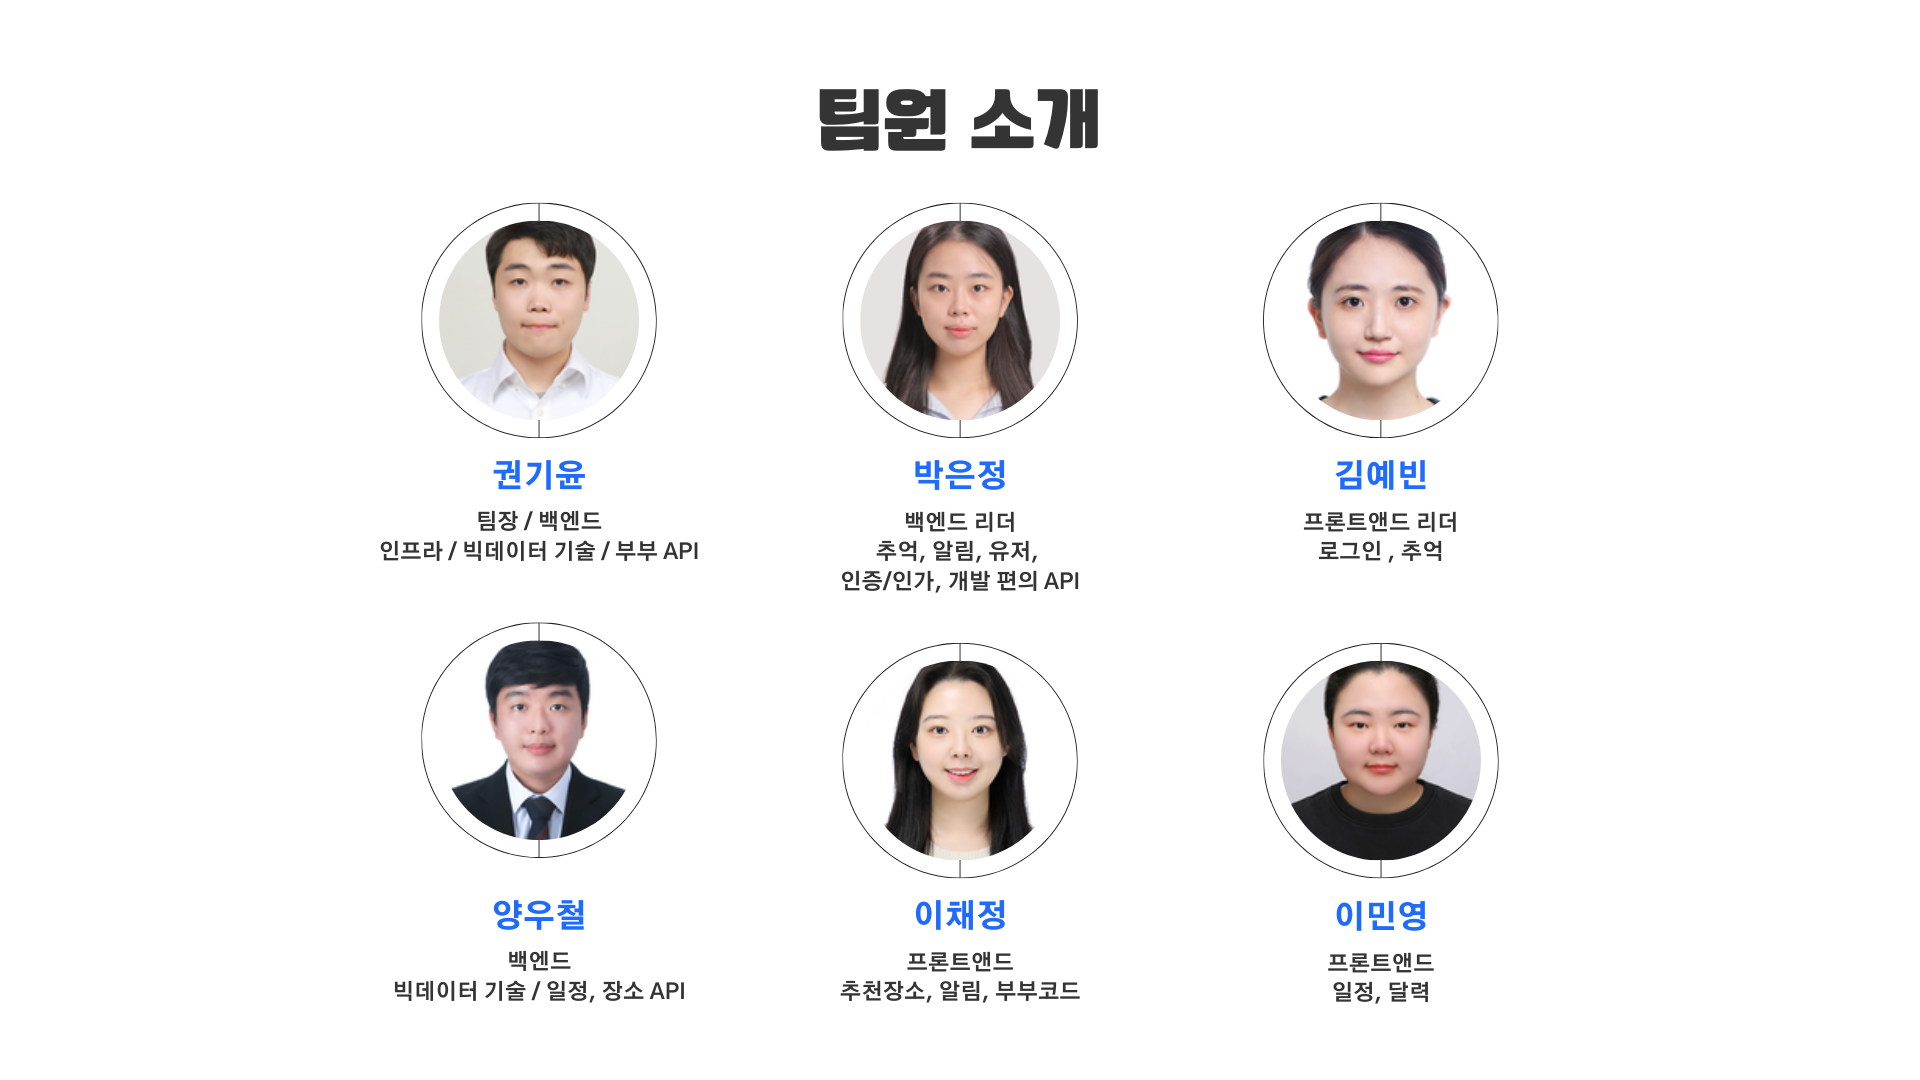 팀원 소개
권기윤
팀장 / 백엔드
인프라 / 빅데이터 기술 / 부부 API
박은정
백엔드 리더
추억, 알림, 유저,
인증/인가, 개발 편의 API
김예빈
프론트앤드 리더
로그인 , 추억
양우철
백엔드
빅데이터 기술 / 일정, 장소 API
이채정
프론트앤드
추천장소, 알림, 부부코드
이민영
프론트앤드
일정, 달력